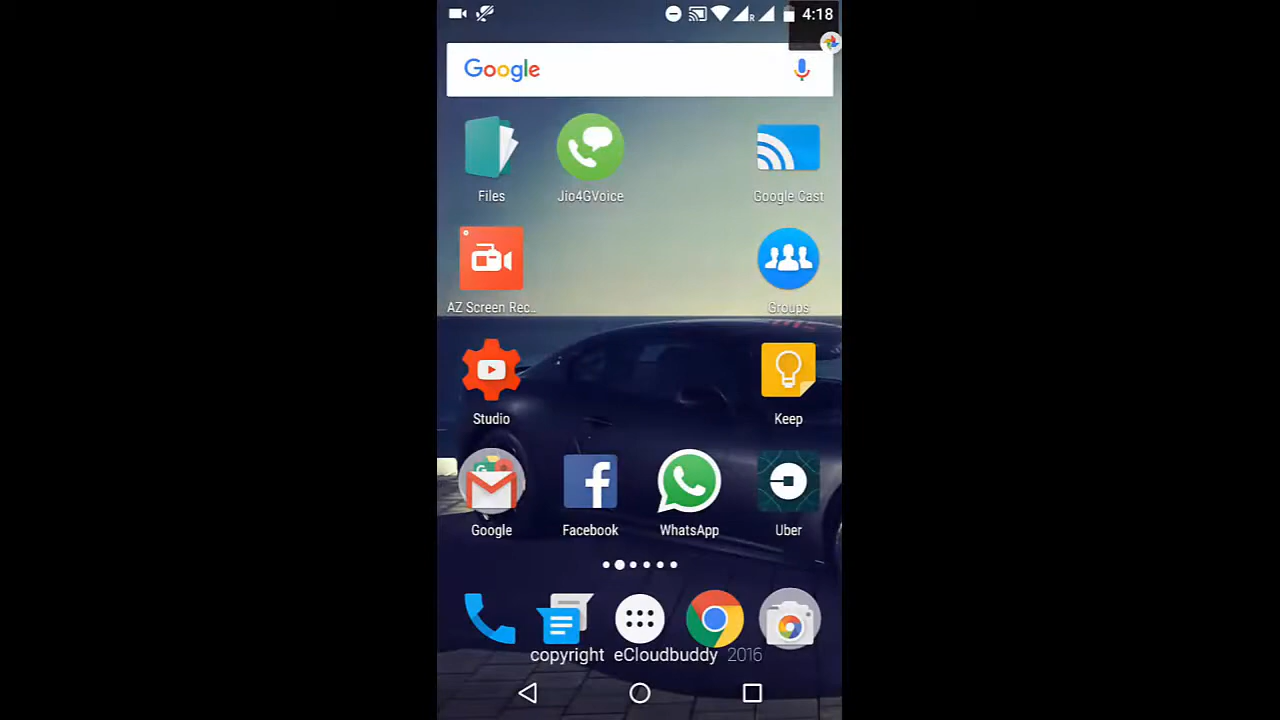 4:18
Google
Files
Jio4GVoice
Google Cast
AZ Screen Rec..
Groups
Studio
Keep
Google
Facebook
WhatsApp
Uber
copyright eCloudbuddy 2016